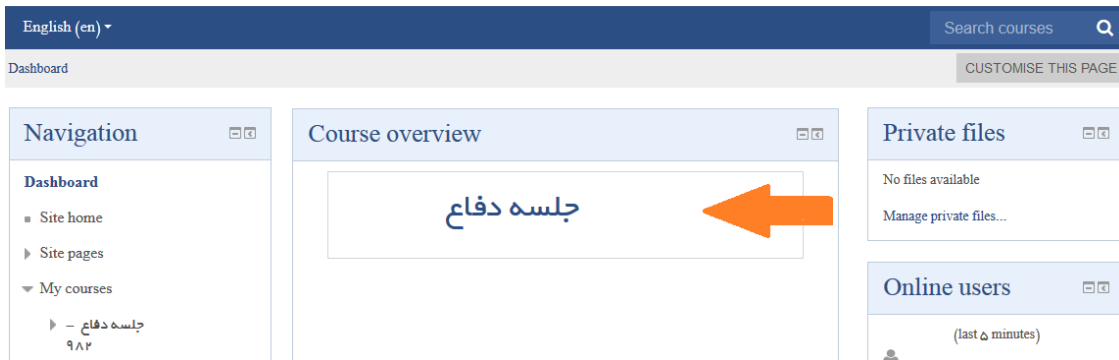 English (en)
Search courses
Dashboard
CUSTOMISE THIS PAGE
Navigation
Dashboard
Site home
Site pages
My courses
جلسه دفاع –
۹۸۲
Course overview
جلسه دفاع
Private files
No files available
Manage private files...
Online users
(last ۵ minutes)